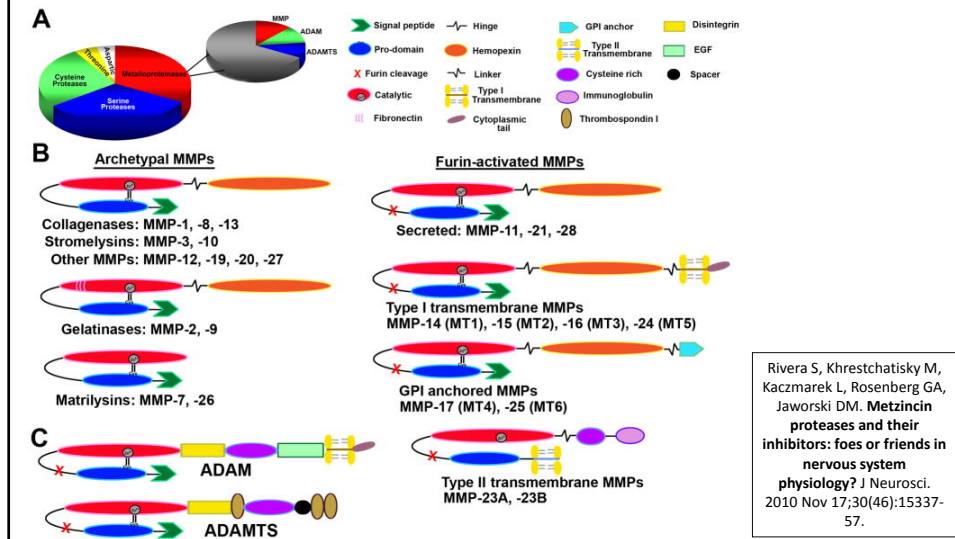 A
MMP
ADAM
ADAMTS
Aspartic
Threonine
Cysteine
Proteases
Metalloproteinases
Serine
Proteases
Signal peptide
Pro-domain
Furin cleavage
Catalytic
Fibronectin
Hinge
Hemopexin
Linker
Type I
Transmembrane
Cytoplasmic
tail
GPI anchor
Type II
Transmembrane
Cysteine rich
Immunoglobulin
Thrombospondin I
Disintegrin
EGF
Spacer
B
Archetypal MMPs
Collagenases: MMP-1, -8, -13
Stromelysins: MMP-3, -10
Other MMPs: MMP-12, -19, -20, -27
Gelatinases: MMP-2, -9
Matrilysins: MMP-7, -26
Furin-activated MMPs
X
Secreted: MMP-11, -21, -28
X
Type I transmembrane MMPs
MMP-14 (MT1), -15 (MT2), -16 (MT3), -24 (MT5)
X
GPI anchored MMPs
MMP-17 (MT4), -25 (MT6)
X
Type II transmembrane MMPs
MMP-23A, -23B
C
X
ADAM
X
ADAMTS
Rivera S, Khrestchatisky M,
Kaczmarek L, Rosenberg GA,
Jaworski DM. Metzincin
proteases and their
inhibitors: foes or friends in
nervous system
physiology? J Neurosci.
2010 Nov 17;30(46):15337-
57.